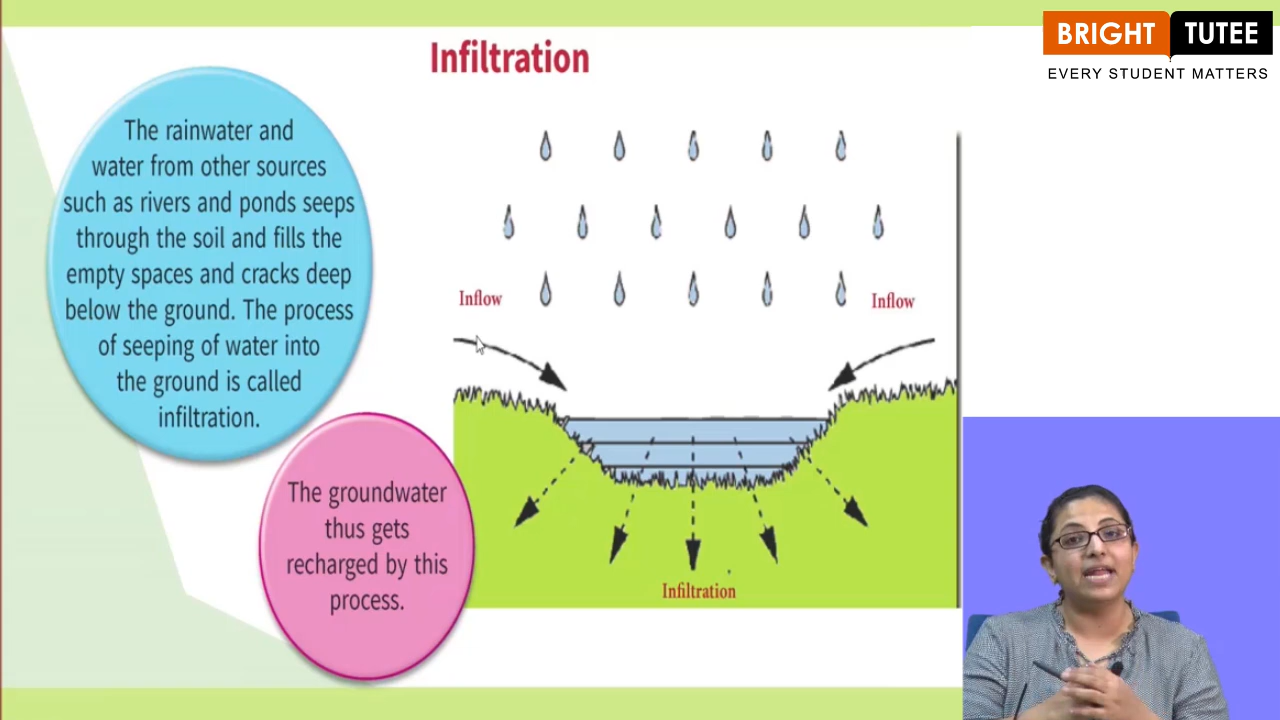 Infiltration
BRIGHT TUTEE
EVERY STUDENT MATTERS
The rainwater and
water from other sources
such as rivers and ponds seeps
through the soil and fills the
empty spaces and cracks deep
below the ground. The process
of seeping of water into
the ground is called
infiltration.
Inflow
Inflow
The groundwater
thus gets
recharged by this
process.
Infiltration